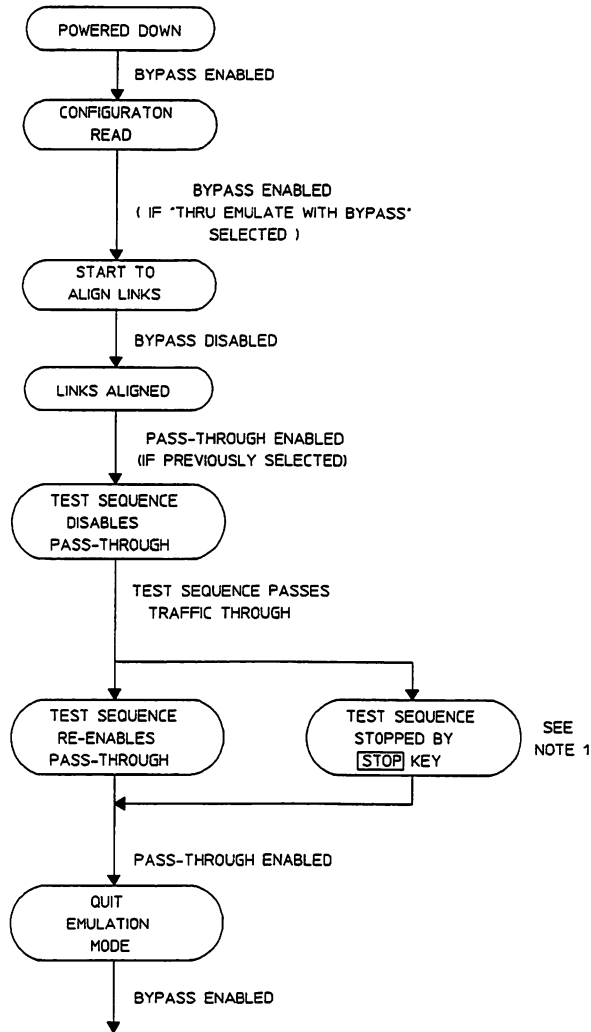 POWERED DOWN
BYPASS ENABLED
CONFIGURATON
READ
BYPASS ENABLED
( IF "THRU EMULATE WITH BYPASS"
SELECTED )
START TO
ALIGN LINKS
BYPASS DISABLED
LINKS ALIGNED
PASS-THROUGH ENABLED
(IF PREVIOUSLY SELECTED)
TEST SEQUENCE
DISABLES
PASS-THROUGH
TEST SEQUENCE PASSES
TRAFFIC THROUGH
TEST SEQUENCE
RE-ENABLES
PASS-THROUGH
TEST SEQUENCE
STOPPED BY
STOP KEY
SEE
NOTE 1
PASS-THROUGH ENABLED
QUIT
EMULATION
MODE
BYPASS ENABLED